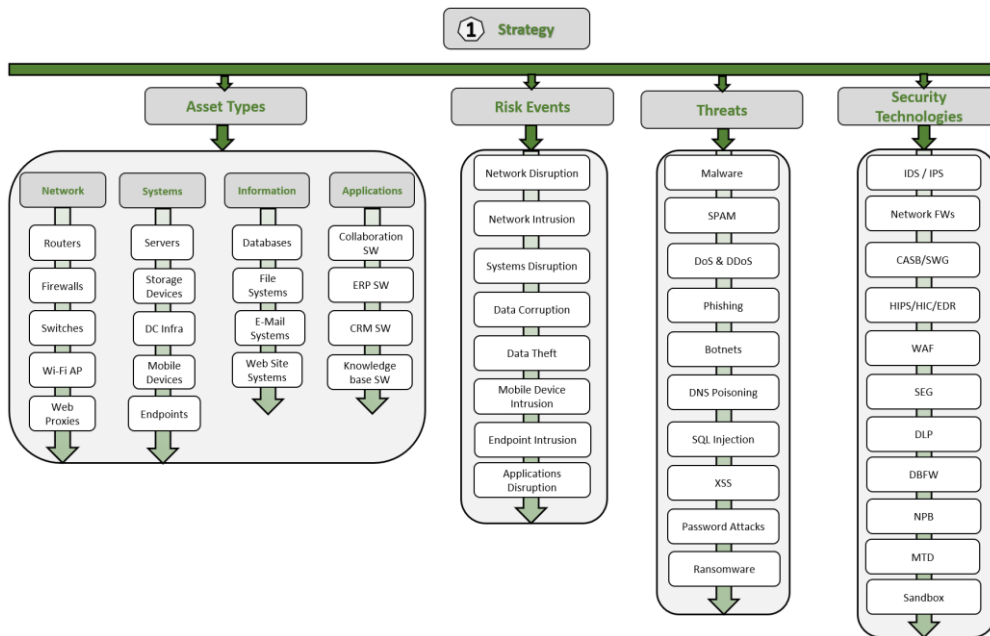 1 Strategy
Asset Types
Network
Routers
Firewalls
Switches
Wi-Fi AP
Web
Proxies
Systems
Servers
Storage
Devices
DC Infra
Mobile
Devices
Endpoints
Information
Databases
File
Systems
E-Mail
Systems
Web Site
Systems
Applications
Collaboration
SW
ERP SW
CRM SW
Knowledge
base SW
Risk Events
Network Disruption
Network Intrusion
Systems Disruption
Data Corruption
Data Theft
Mobile Device
Intrusion
Endpoint Intrusion
Applications
Disruption
Threats
Malware
SPAM
DoS & DDoS
Phishing
Botnets
DNS Poisoning
SQL Injection
XSS
Password Attacks
Ransomware
Security
Technologies
IDS / IPS
Network FWs
CASB/SWG
HIPS/HIC/EDR
WAF
SEG
DLP
DBFW
NPB
MTD
Sandbox